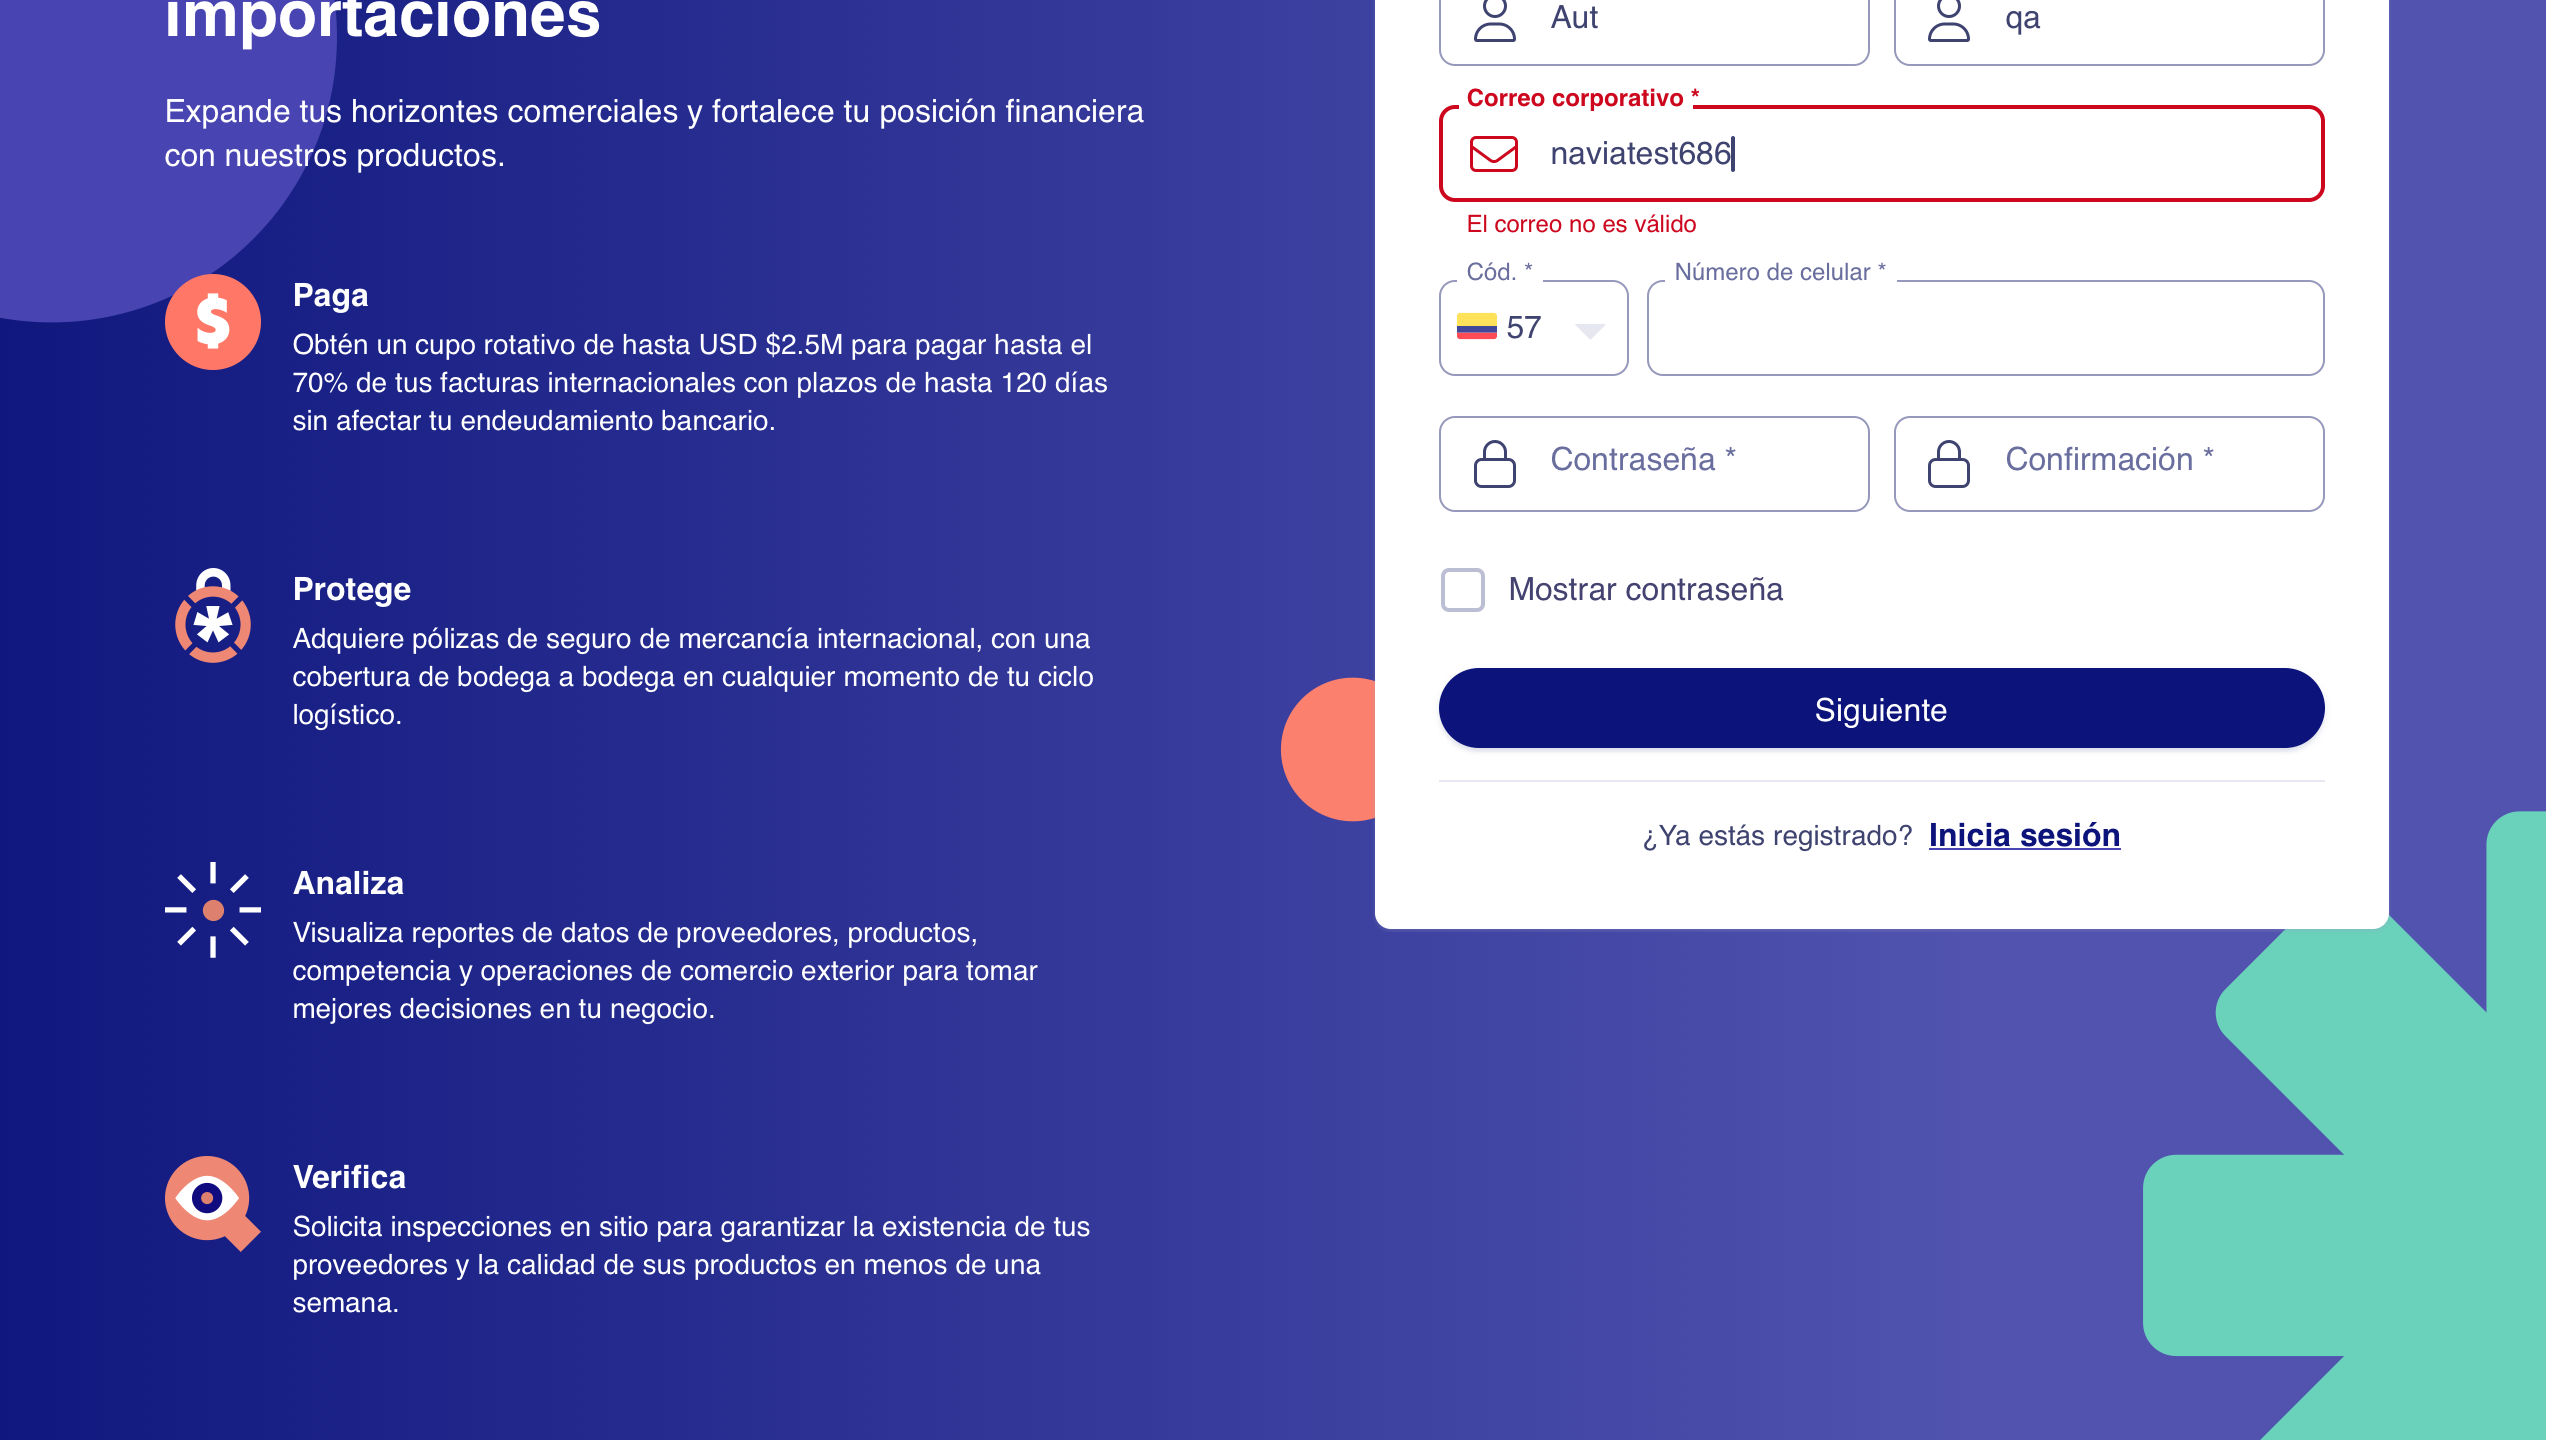 importaciones
Expande tus horizontes comerciales y fortalece tu posición financiera
con nuestros productos.
Paga
Obtén un cupo rotativo de hasta USD $2.5M para pagar hasta el
70% de tus facturas internacionales con plazos de hasta 120 días
sin afectar tu endeudamiento bancario.
Protege
Adquiere pólizas de seguro de mercancía internacional, con una
cobertura de bodega a bodega en cualquier momento de tu ciclo
logístico.
Analiza
Visualiza reportes de datos de proveedores, productos,
competencia y operaciones de comercio exterior para tomar
mejores decisiones en tu negocio.
Verifica
Solicita inspecciones en sitio para garantizar la existencia de tus
proveedores y la calidad de sus productos en menos de una
semana.
Aut
qa
Correo corporativo *
naviatest686
El correo no es válido
Cód. *
Número de celular *
57
Contraseña *
Confirmación *
Mostrar contraseña
Siguiente
¿Ya estás registrado? Inicia sesión